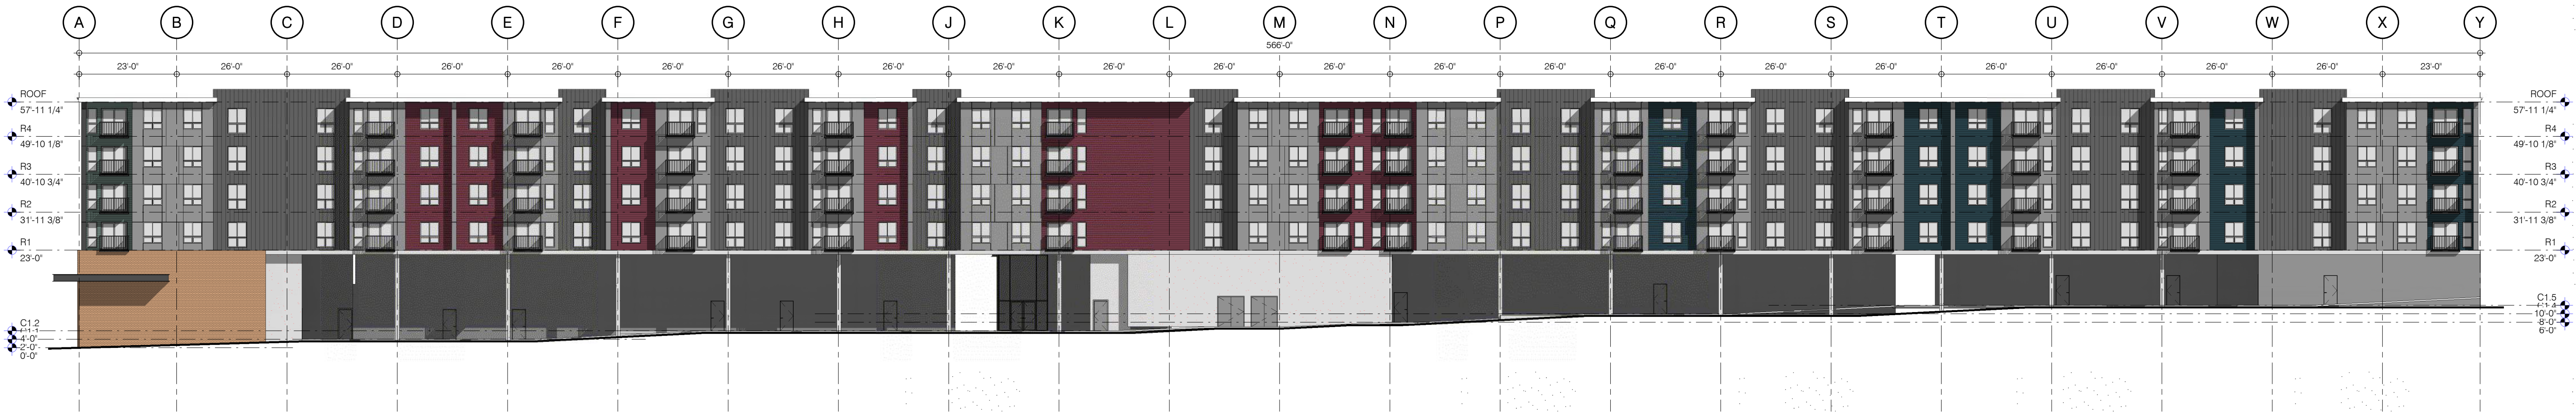 A B C D E F G H J K L M N P Q R S T U V W X Y
566'-0"
23'-0" 26'-0" 26'-0" 26'-0" 26'-0" 26'-0" 26'-0" 26'-0" 26'-0" 26'-0" 26'-0" 26'-0" 26'-0" 26'-0" 26'-0" 26'-0" 26'-0" 26'-0" 26'-0" 26'-0" 26'-0" 23'-0"
ROOF
57'-11 1/4"
R4
49'-10 1/8"
R3
40'-10 3/4"
R2
31'-11 3/8"
R1
23'-0"
C1.2
4'-0"
2'-0"
0'-0"
ROOF
57'-11 1/4"
R4
49'-10 1/8"
R3
40'-10 3/4"
R2
31'-11 3/8"
R1
23'-0"
C1.5
10'-0"
8'-0"
6'-0"